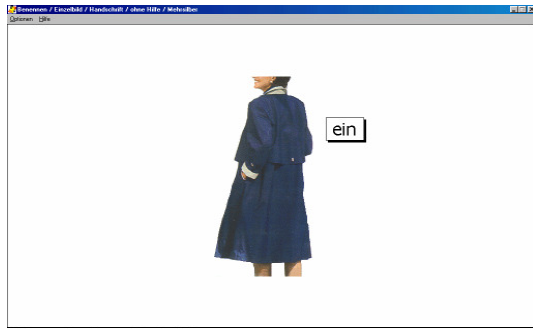 Benennen / Einzelbild / Handschrift / ohne Hilfe / Mehrsilber
Optionen Hilfe
ein